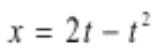 x = 2t − t²